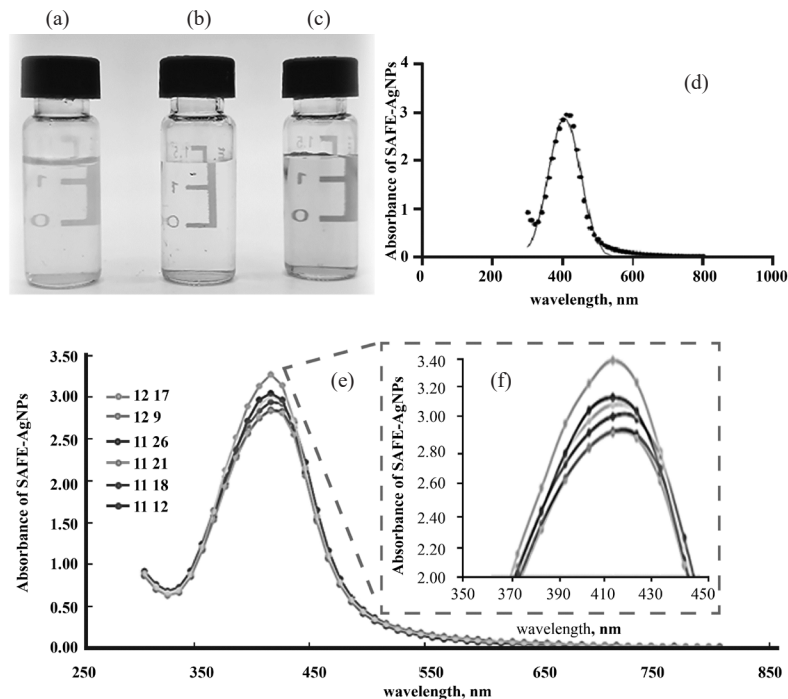 (a) (b) (c)
(d)
Absorbance of SAFE-AgNPs
4
3
2
1
0
0 200 400 600 800 1000
wavelength, nm
(e)
Absorbance of SAFE-AgNPs
3.50
3.00
2.50
2.00
1.50
1.00
0.50
0.00
12 17
12 9
11 26
11 21
11 18
11 12
250 350 450 550 650 750 850
wavelength, nm
(f)
Absorbance of SAFE-AgNPs
3.40
3.20
3.00
2.80
2.60
2.40
2.20
2.00
350 370 390 410 430 450
wavelength, nm